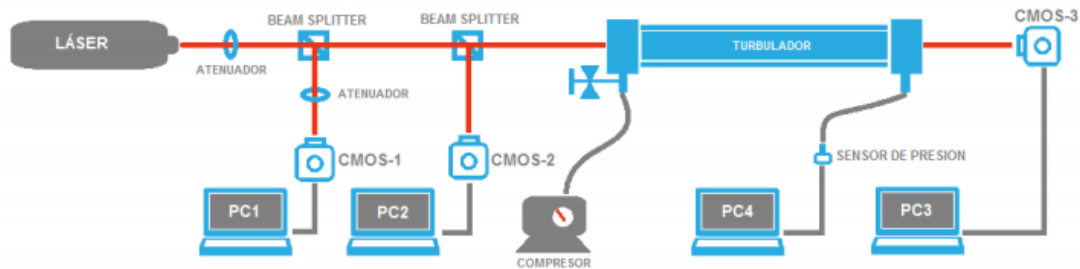 BEAM SPLITTER
BEAM SPLITTER
CMOS-3
LÁSER
TURBULADOR
ATENUADOR
ATENUADOR
CMOS-1
CMOS-2
SENSOR DE PRESION
PC1
PC2
PC4
PC3
COMPRESOR